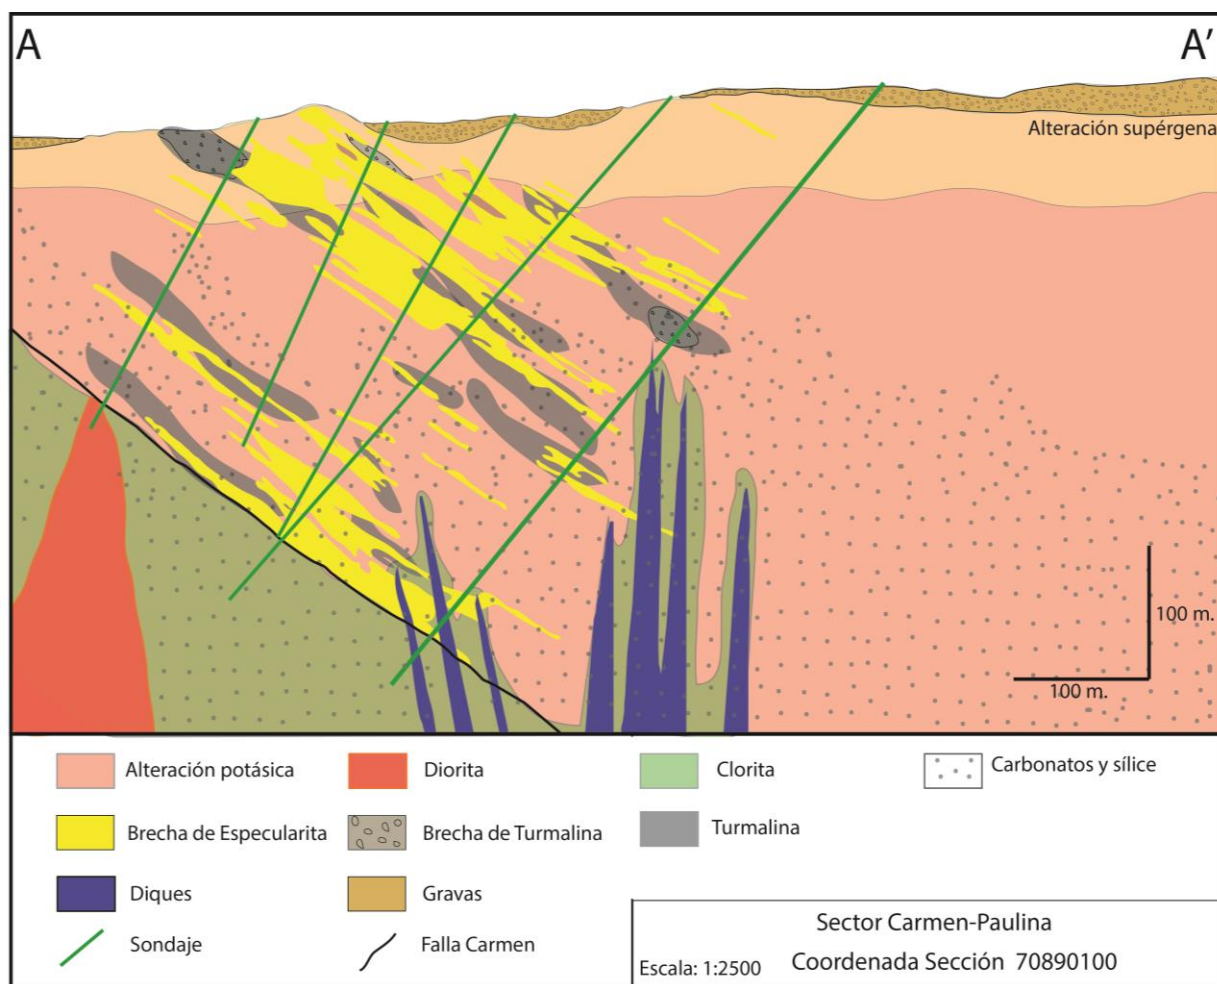 A
A'
Alteración supérgena
100 m.
100 m.
Alteración potásica
Diorita
Clorita
Carbonatos y sílice
Brecha de Especularita
Brecha de Turmalina
Turmalina
Diques
Gravas
Sondaje
Falla Carmen
Sector Carmen-Paulina
Escala: 1:2500
Coordenada Sección 70890100